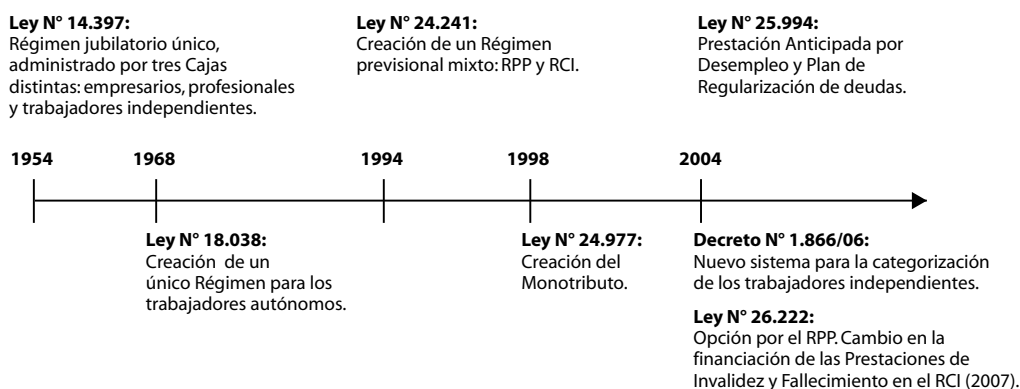 Ley N° 14.397:
Régimen jubilatorio único,
administrado por tres Cajas
distintas: empresarios, profesionales
y trabajadores independientes.
Ley N° 24.241:
Creación de un Régimen
previsional mixto: RPP y RCI.
Ley N° 25.994:
Prestación Anticipada por
Desempleo y Plan de
Regularización de deudas.
1954
1968
1994
1998
2004
Ley N° 18.038:
Creación de un
único Régimen para los
trabajadores autónomos.
Ley N° 24.977:
Creación del
Monotributo.
Decreto N° 1.866/06:
Nuevo sistema para la categorización
de los trabajadores independientes.
Ley N° 26.222:
Opción por el RPP. Cambio en la
financiación de las Prestaciones de
Invalidez y Fallecimiento en el RCI (2007).